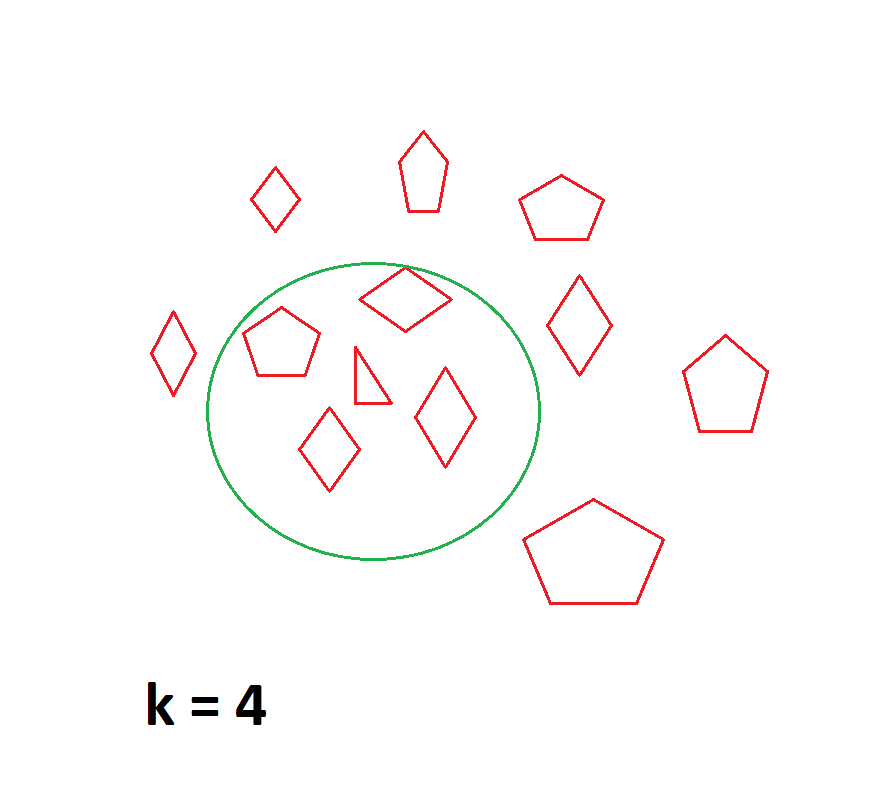 k = 4